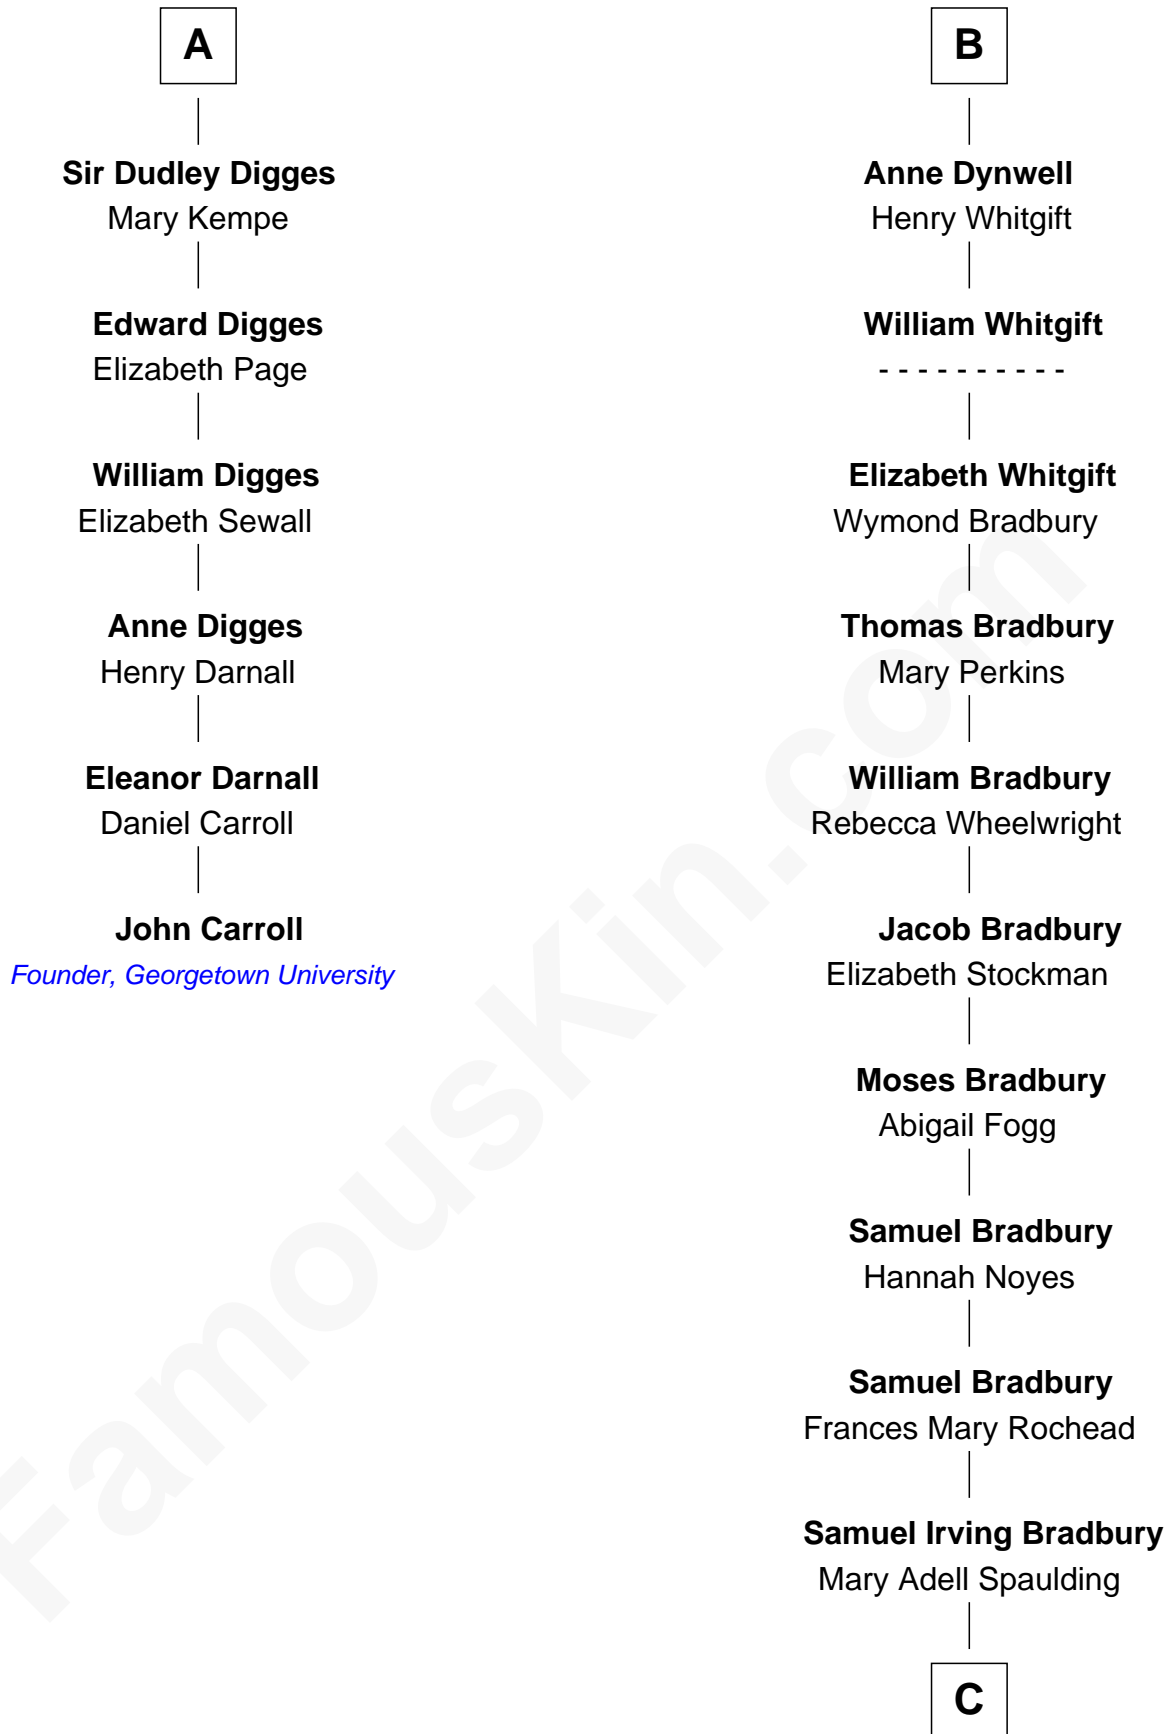 A
Sir Dudley Digges
Mary Kempe
Edward Digges
Elizabeth Page
William Digges
Elizabeth Sewall
Anne Digges
Henry Darnall
Eleanor Darnall
Daniel Carroll
John Carroll
Founder, Georgetown University
B
Anne Dynwell
Henry Whitgift
William Whitgift
- - - - - - - - - -
Elizabeth Whitgift
Wymond Bradbury
Thomas Bradbury
Mary Perkins
William Bradbury
Rebecca Wheelwright
Jacob Bradbury
Elizabeth Stockman
Moses Bradbury
Abigail Fogg
Samuel Bradbury
Hannah Noyes
Samuel Bradbury
Frances Mary Rochead
Samuel Irving Bradbury
Mary Adell Spaulding
C
FamousKin.com